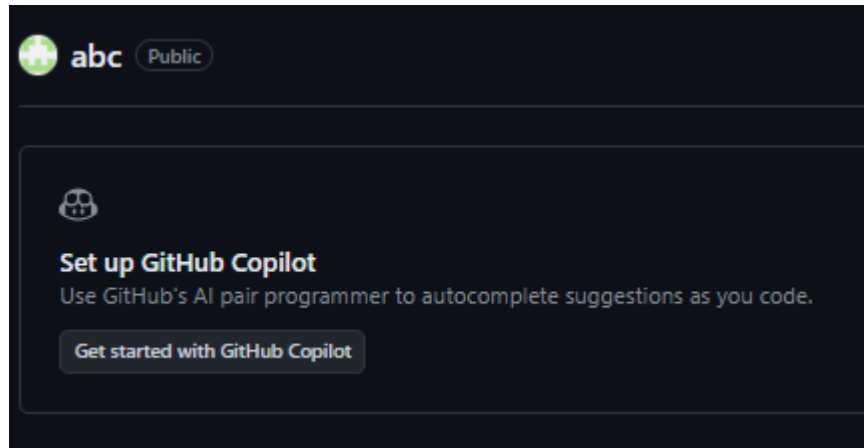 abc Public
Set up GitHub Copilot
Use GitHub's AI pair programmer to autocomplete suggestions as you code.
Get started with GitHub Copilot